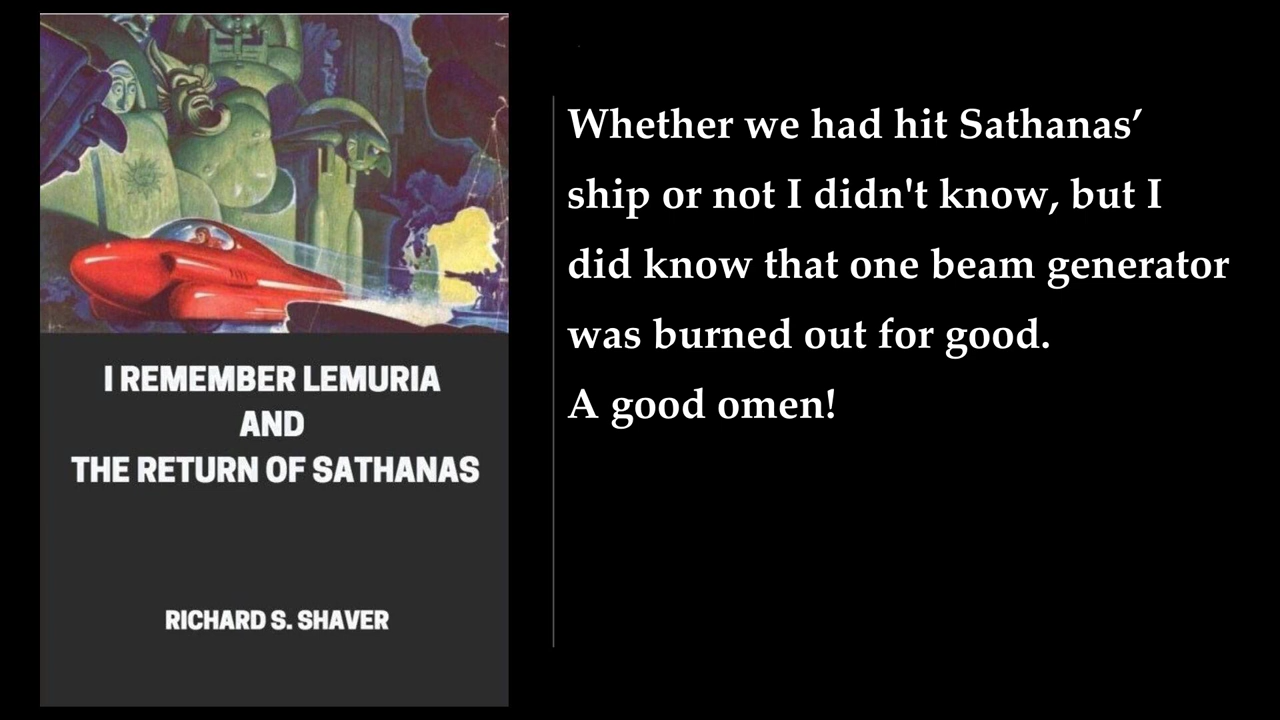 I REMEMBER LEMURIA
AND
THE RETURN OF SATHANAS
RICHARD S. SHAVER
Whether we had hit Sathanas’
ship or not I didn't know, but I
did know that one beam generator
was burned out for good.
A good omen!